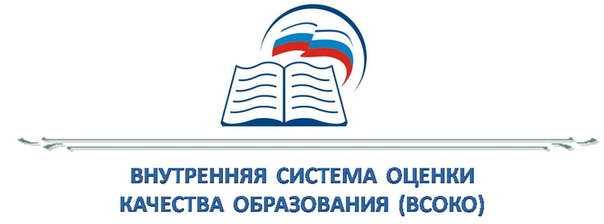 ВНУТРЕННЯЯ СИСТЕМА ОЦЕНКИ
КАЧЕСТВА ОБРАЗОВАНИЯ (ВСОКО)